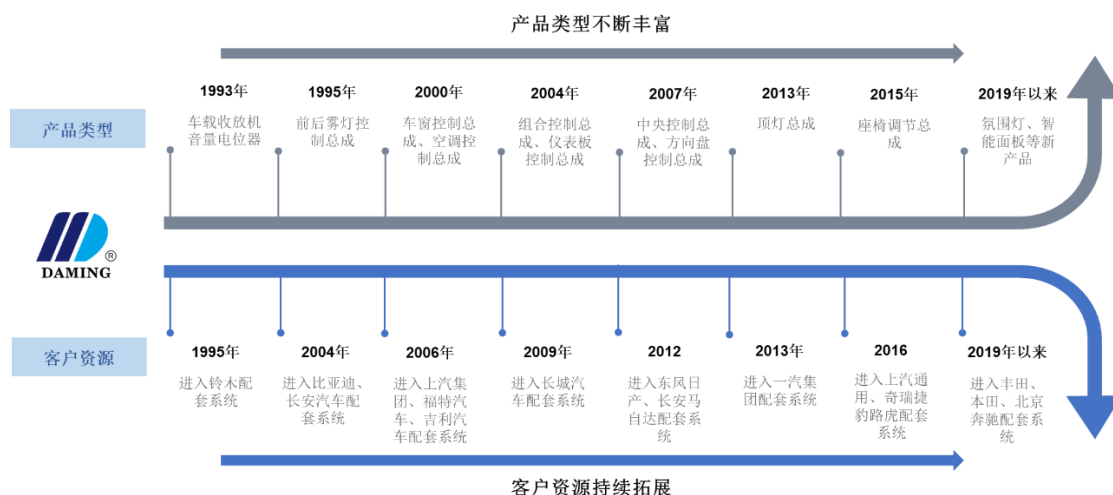 产品类型不断丰富
1993年
1995年
2000年
2004年
2007年
2013年
2015年
2019年以来
产品类型
车载收放机
音量电位器
前后雾灯控
制总成
车窗控制总
成、空调控
制总成
组合控制总
成、仪表板
控制总成
中央控制总
成、方向盘
控制总成
顶灯总成
座椅调节总
成
氛围灯、智
能面板等新
产品
®
DAMING
客户资源
1995年
2004年
2006年
2009年
2012
2013年
2016
2019年以来
进入铃木配
套系统
进入比亚迪、
长安汽车配
套系统
进入上汽集
团、福特汽
车、吉利汽
车配套系统
进入长城汽
车配套系统
进入东风日
产、长安马
自达配套系
统
进入一汽集
团配套系统
进入上汽通
用、奇瑞捷
豹路虎配套
系统
进入丰田、
本田、北京
奔驰配套系
统
客户资源持续拓展